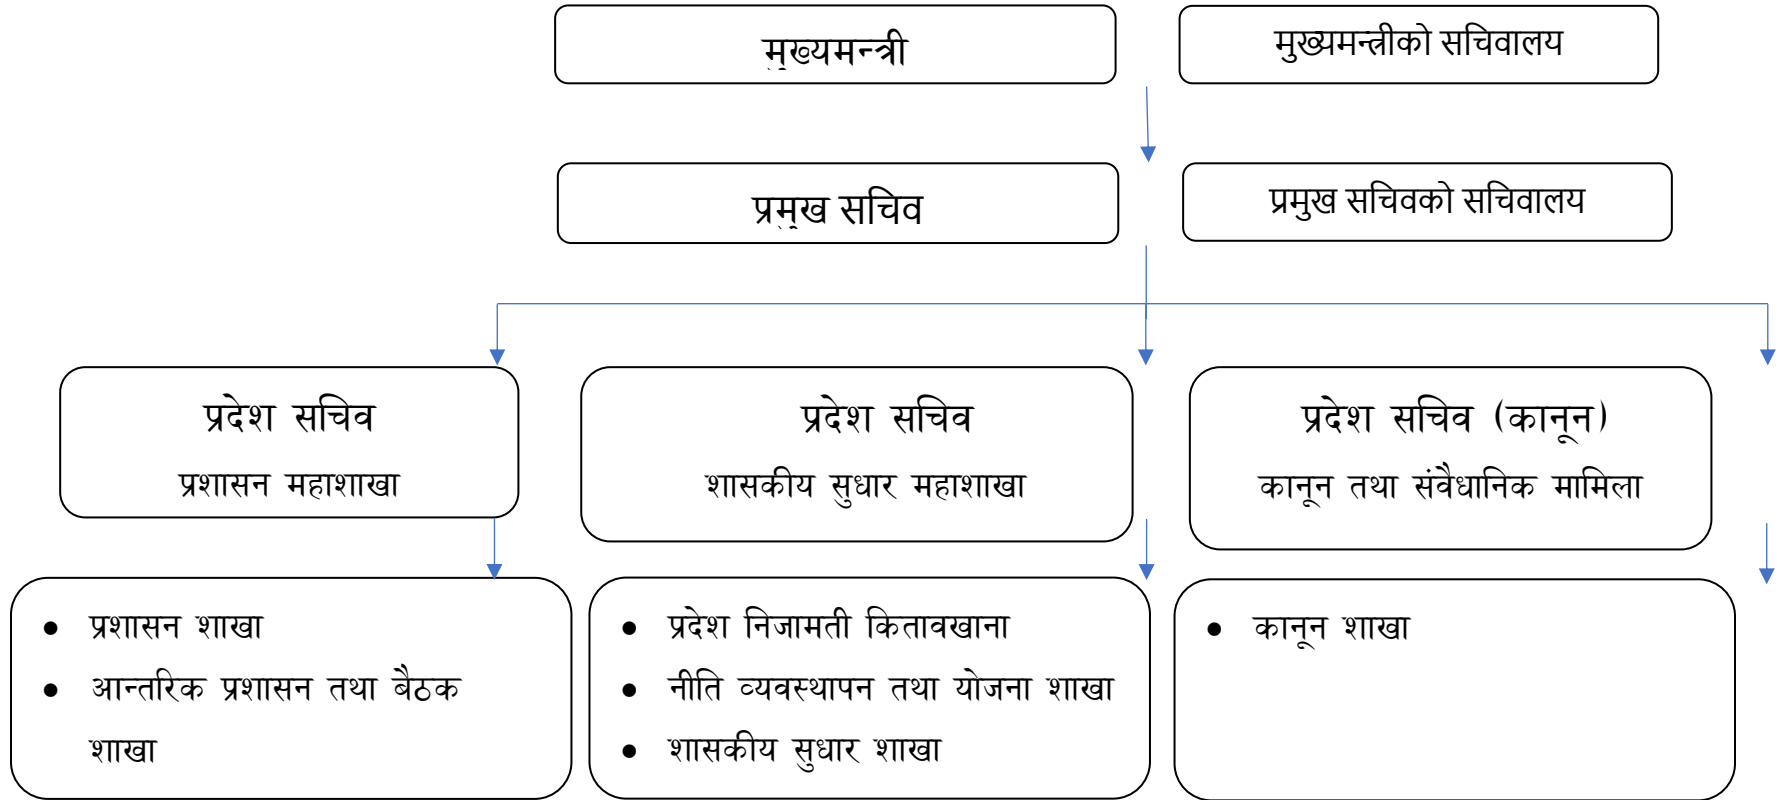 मुख्यमन्त्री
मुख्यमन्त्रीको सचिवालय
प्रमुख सचिव
प्रमुख सचिवको सचिवालय
प्रदेश सचिव
प्रशासन महाशाखा
प्रदेश सचिव
शासकीय सुधार महाशाखा
प्रदेश सचिव (कानून)
कानून तथा संवैधानिक मामिला
• प्रशासन शाखा
• आन्तरिक प्रशासन तथा बैठक
शाखा
• प्रदेश निजामती कितावखाना
• नीति व्यवस्थापन तथा योजना शाखा
• शासकीय सुधार शाखा
• कानून शाखा